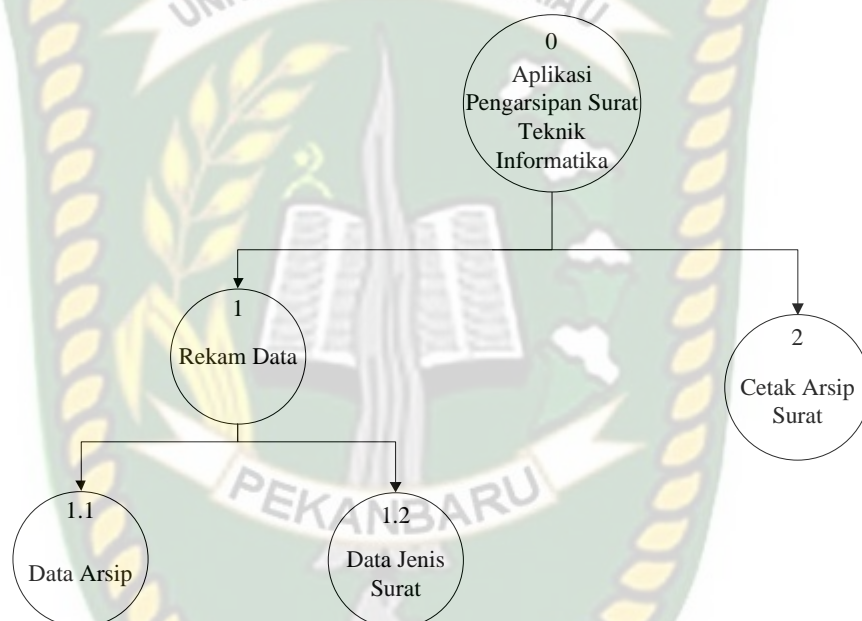 0
Aplikasi
Pengarsipan Surat
Teknik
Informatika
1
Rekam Data
2
Cetak Arsip
Surat
1.1
Data Arsip
1.2
Data Jenis
Surat
PEKANBARU